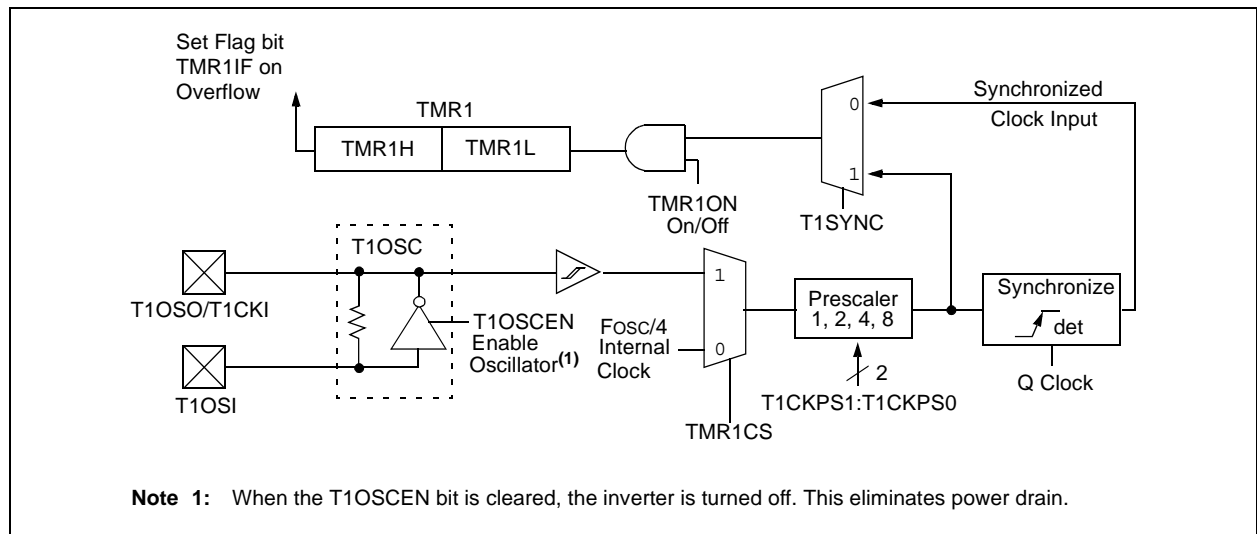 Set Flag bit
TMR1IF on
Overflow
TMR1
TMR1H
TMR1L
0
1
Synchronized
Clock Input
TMR1ON
On/Off
T1SYNC
T1OSC
T1OSO/T1CKI
T1OSI
T1OSCEN
Enable
Oscillator(1)
FOSC/4
Internal
Clock
1
0
TMR1CS
Prescaler
1, 2, 4, 8
2
T1CKPS1:T1CKPS0
Synchronize
det
Q Clock
Note 1: When the T1OSCEN bit is cleared, the inverter is turned off. This eliminates power drain.